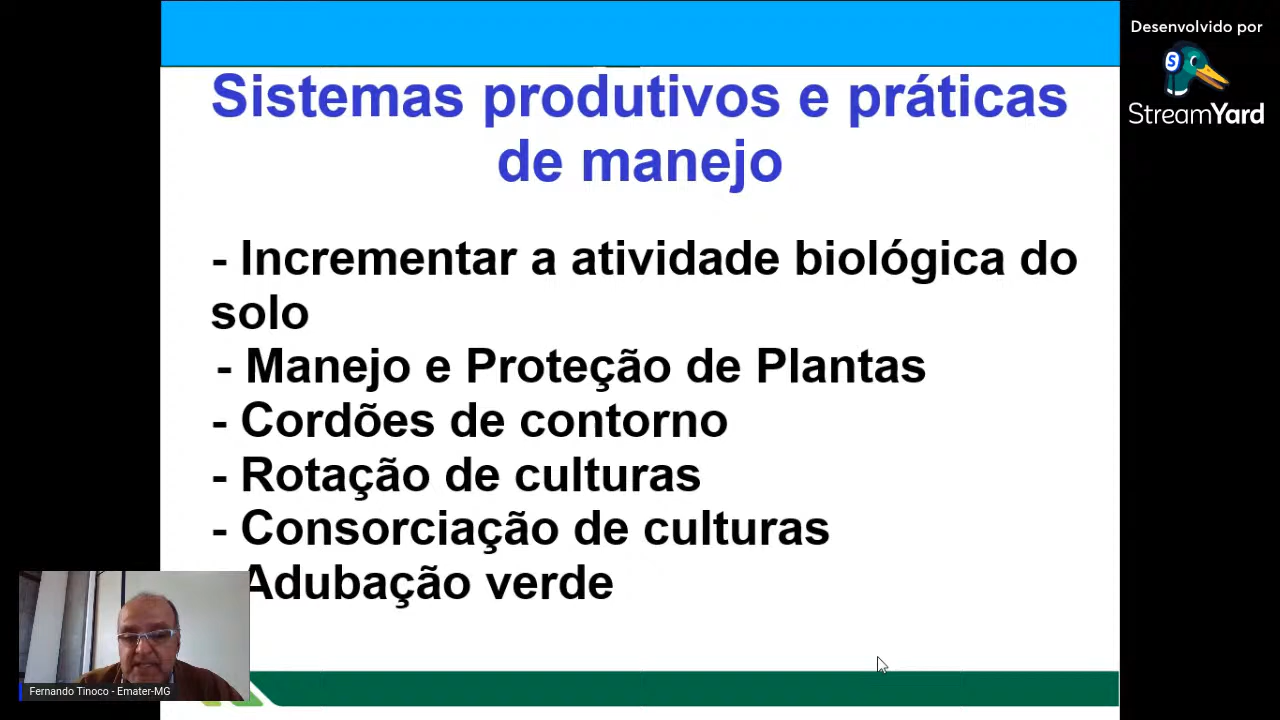 Desenvolvido por
S
StreamYard
Sistemas produtivos e práticas
de manejo
- Incrementar a atividade biológica do
solo
- Manejo e Proteção de Plantas
- Cordões de contorno
- Rotação de culturas
- Consorciação de culturas
Adubação verde
Fernando Tinoco - Emater-MG